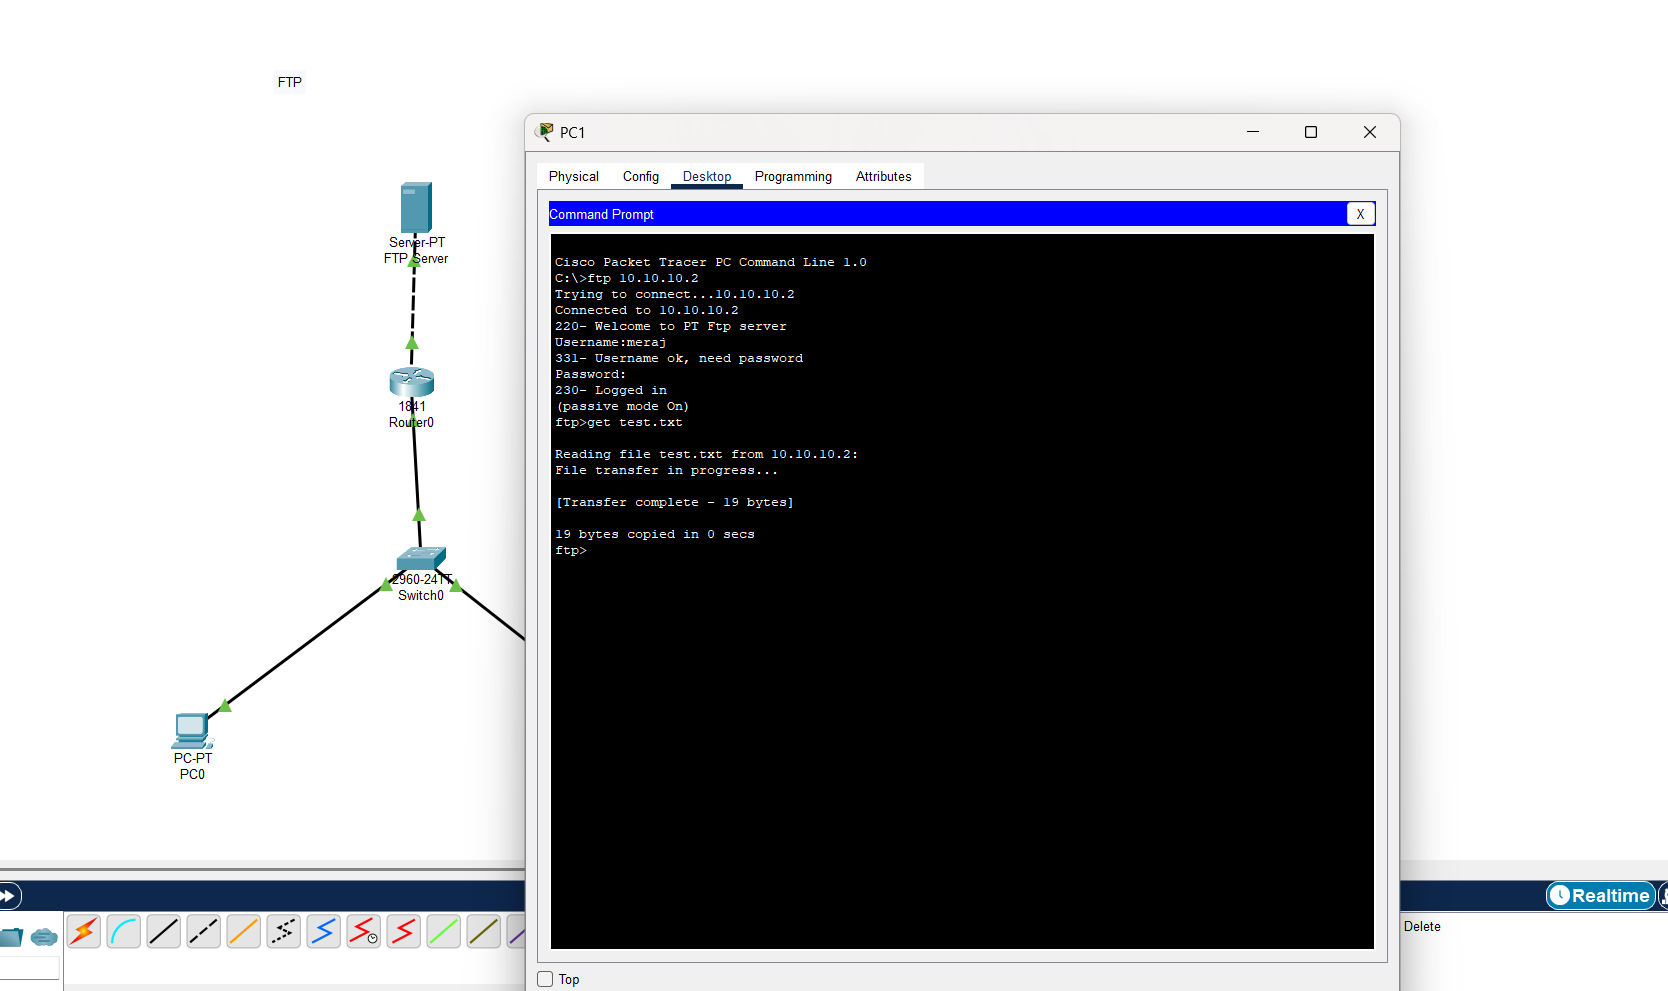 FTP
Server-PT
FTP Server
1841
Router0
2960-24TT
Switch0
PC-PT
PC0
PC1
Physical
Config
Desktop
Programming
Attributes
Command Prompt
X
Cisco Packet Tracer PC Command Line 1.0
C:\>ftp 10.10.10.2
Trying to connect...10.10.10.2
Connected to 10.10.10.2
220- Welcome to PT Ftp server
Username:meraj
331- Username ok, need password
Password:
230- Logged in
(passive mode On)
ftp>get test.txt
Reading file test.txt from 10.10.10.2:
File transfer in progress...
[Transfer complete - 19 bytes]
19 bytes copied in 0 secs
ftp>
Top
Realtime
Delete